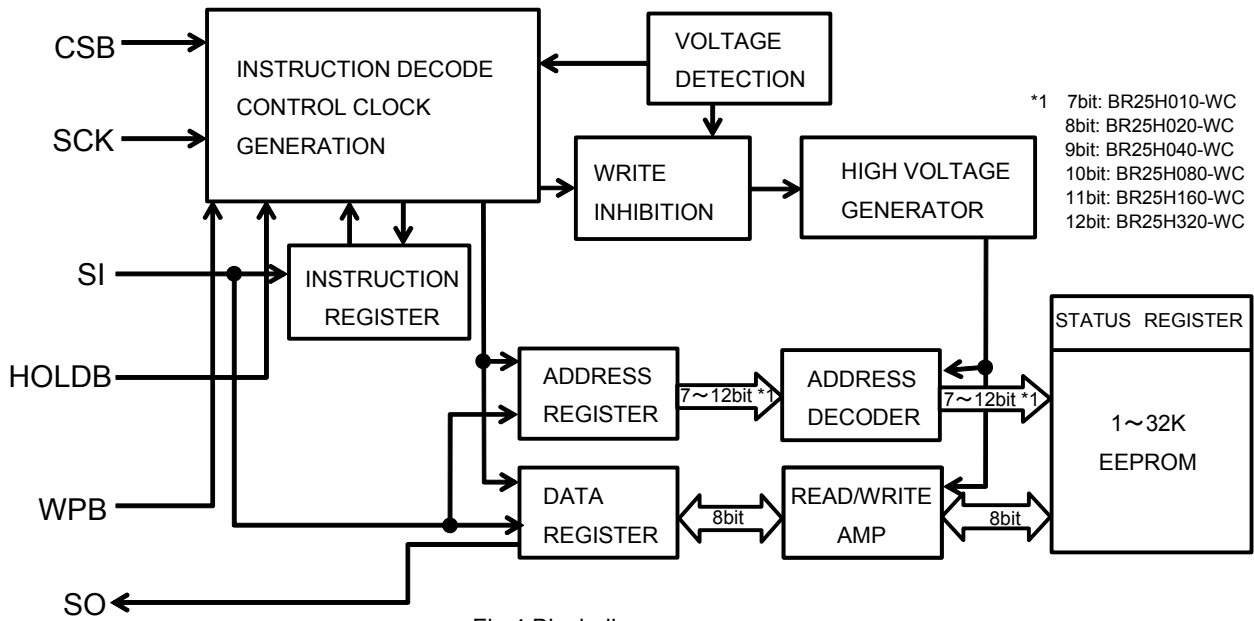 CSB
SCK
SI
HOLDB
WPB
SO
INSTRUCTION DECODE
CONTROL CLOCK
GENERATION
VOLTAGE
DETECTION
WRITE
INHIBITION
HIGH VOLTAGE
GENERATOR
*1 7bit: BR25H010-WC
8bit: BR25H020-WC
9bit: BR25H040-WC
10bit: BR25H080-WC
11bit: BR25H160-WC
12bit: BR25H320-WC
INSTRUCTION
REGISTER
ADDRESS
REGISTER
7～12bit *1
ADDRESS
DECODER
7～12bit *1
STATUS REGISTER
1～32K
EEPROM
DATA
REGISTER
8bit
READ/WRITE
AMP
8bit